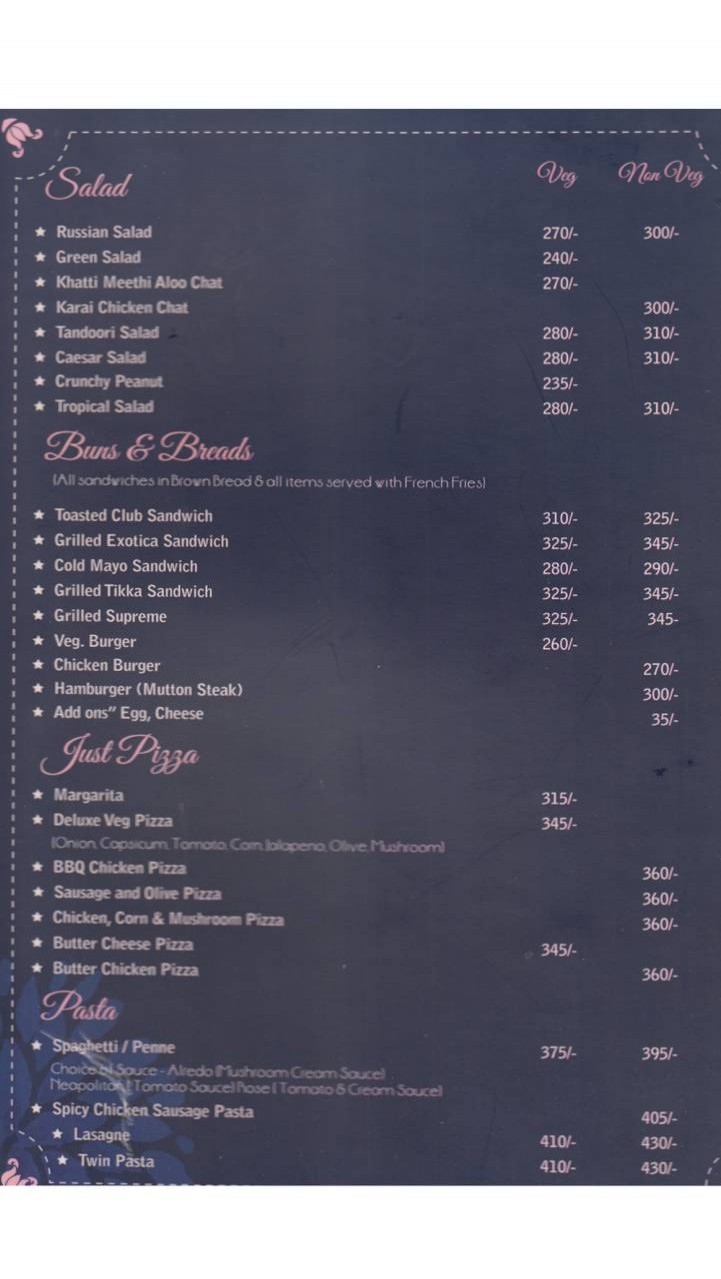 Salad Veg Non Veg
★ Russian Salad 270/- 300/-
★ Green Salad 240/-
★ Khatti Meethi Aloo Chat 270/-
★ Karai Chicken Chat 300/-
★ Tandoori Salad 280/- 310/-
★ Caesar Salad 280/- 310/-
★ Crunchy Peanut 235/-
★ Tropical Salad 280/- 310/-
Buns & Breads
(All sandwiches in Brown Bread & all items served with French Fries)
★ Toasted Club Sandwich 310/- 325/-
★ Grilled Exotica Sandwich 325/- 345/-
★ Cold Mayo Sandwich 280/- 290/-
★ Grilled Tikka Sandwich 325/- 345/-
★ Grilled Supreme 325/- 345-
★ Veg. Burger 260/-
★ Chicken Burger 270/-
★ Hamburger (Mutton Steak) 300/-
★ Add ons” Egg, Cheese 35/-
Just Pizza
★ Margarita 315/-
★ Deluxe Veg Pizza 345/-
(Onion, Capsicum, Tomato, Corn, Jalapeno, Olive, Mushroom)
★ BBQ Chicken Pizza 360/-
★ Sausage and Olive Pizza 360/-
★ Chicken, Corn & Mushroom Pizza 360/-
★ Butter Cheese Pizza 345/-
★ Butter Chicken Pizza 360/-
Pasta
★ Spaghetti / Penne 375/- 395/-
Choice of Sauce - Alredo (Mushroom Cream Sauce)
Neapoliton (Tomato Sauce) Rose (Tomato & Cream Sauce)
★ Spicy Chicken Sausage Pasta 405/-
★ Lasagne 410/- 430/-
★ Twin Pasta 410/- 430/-